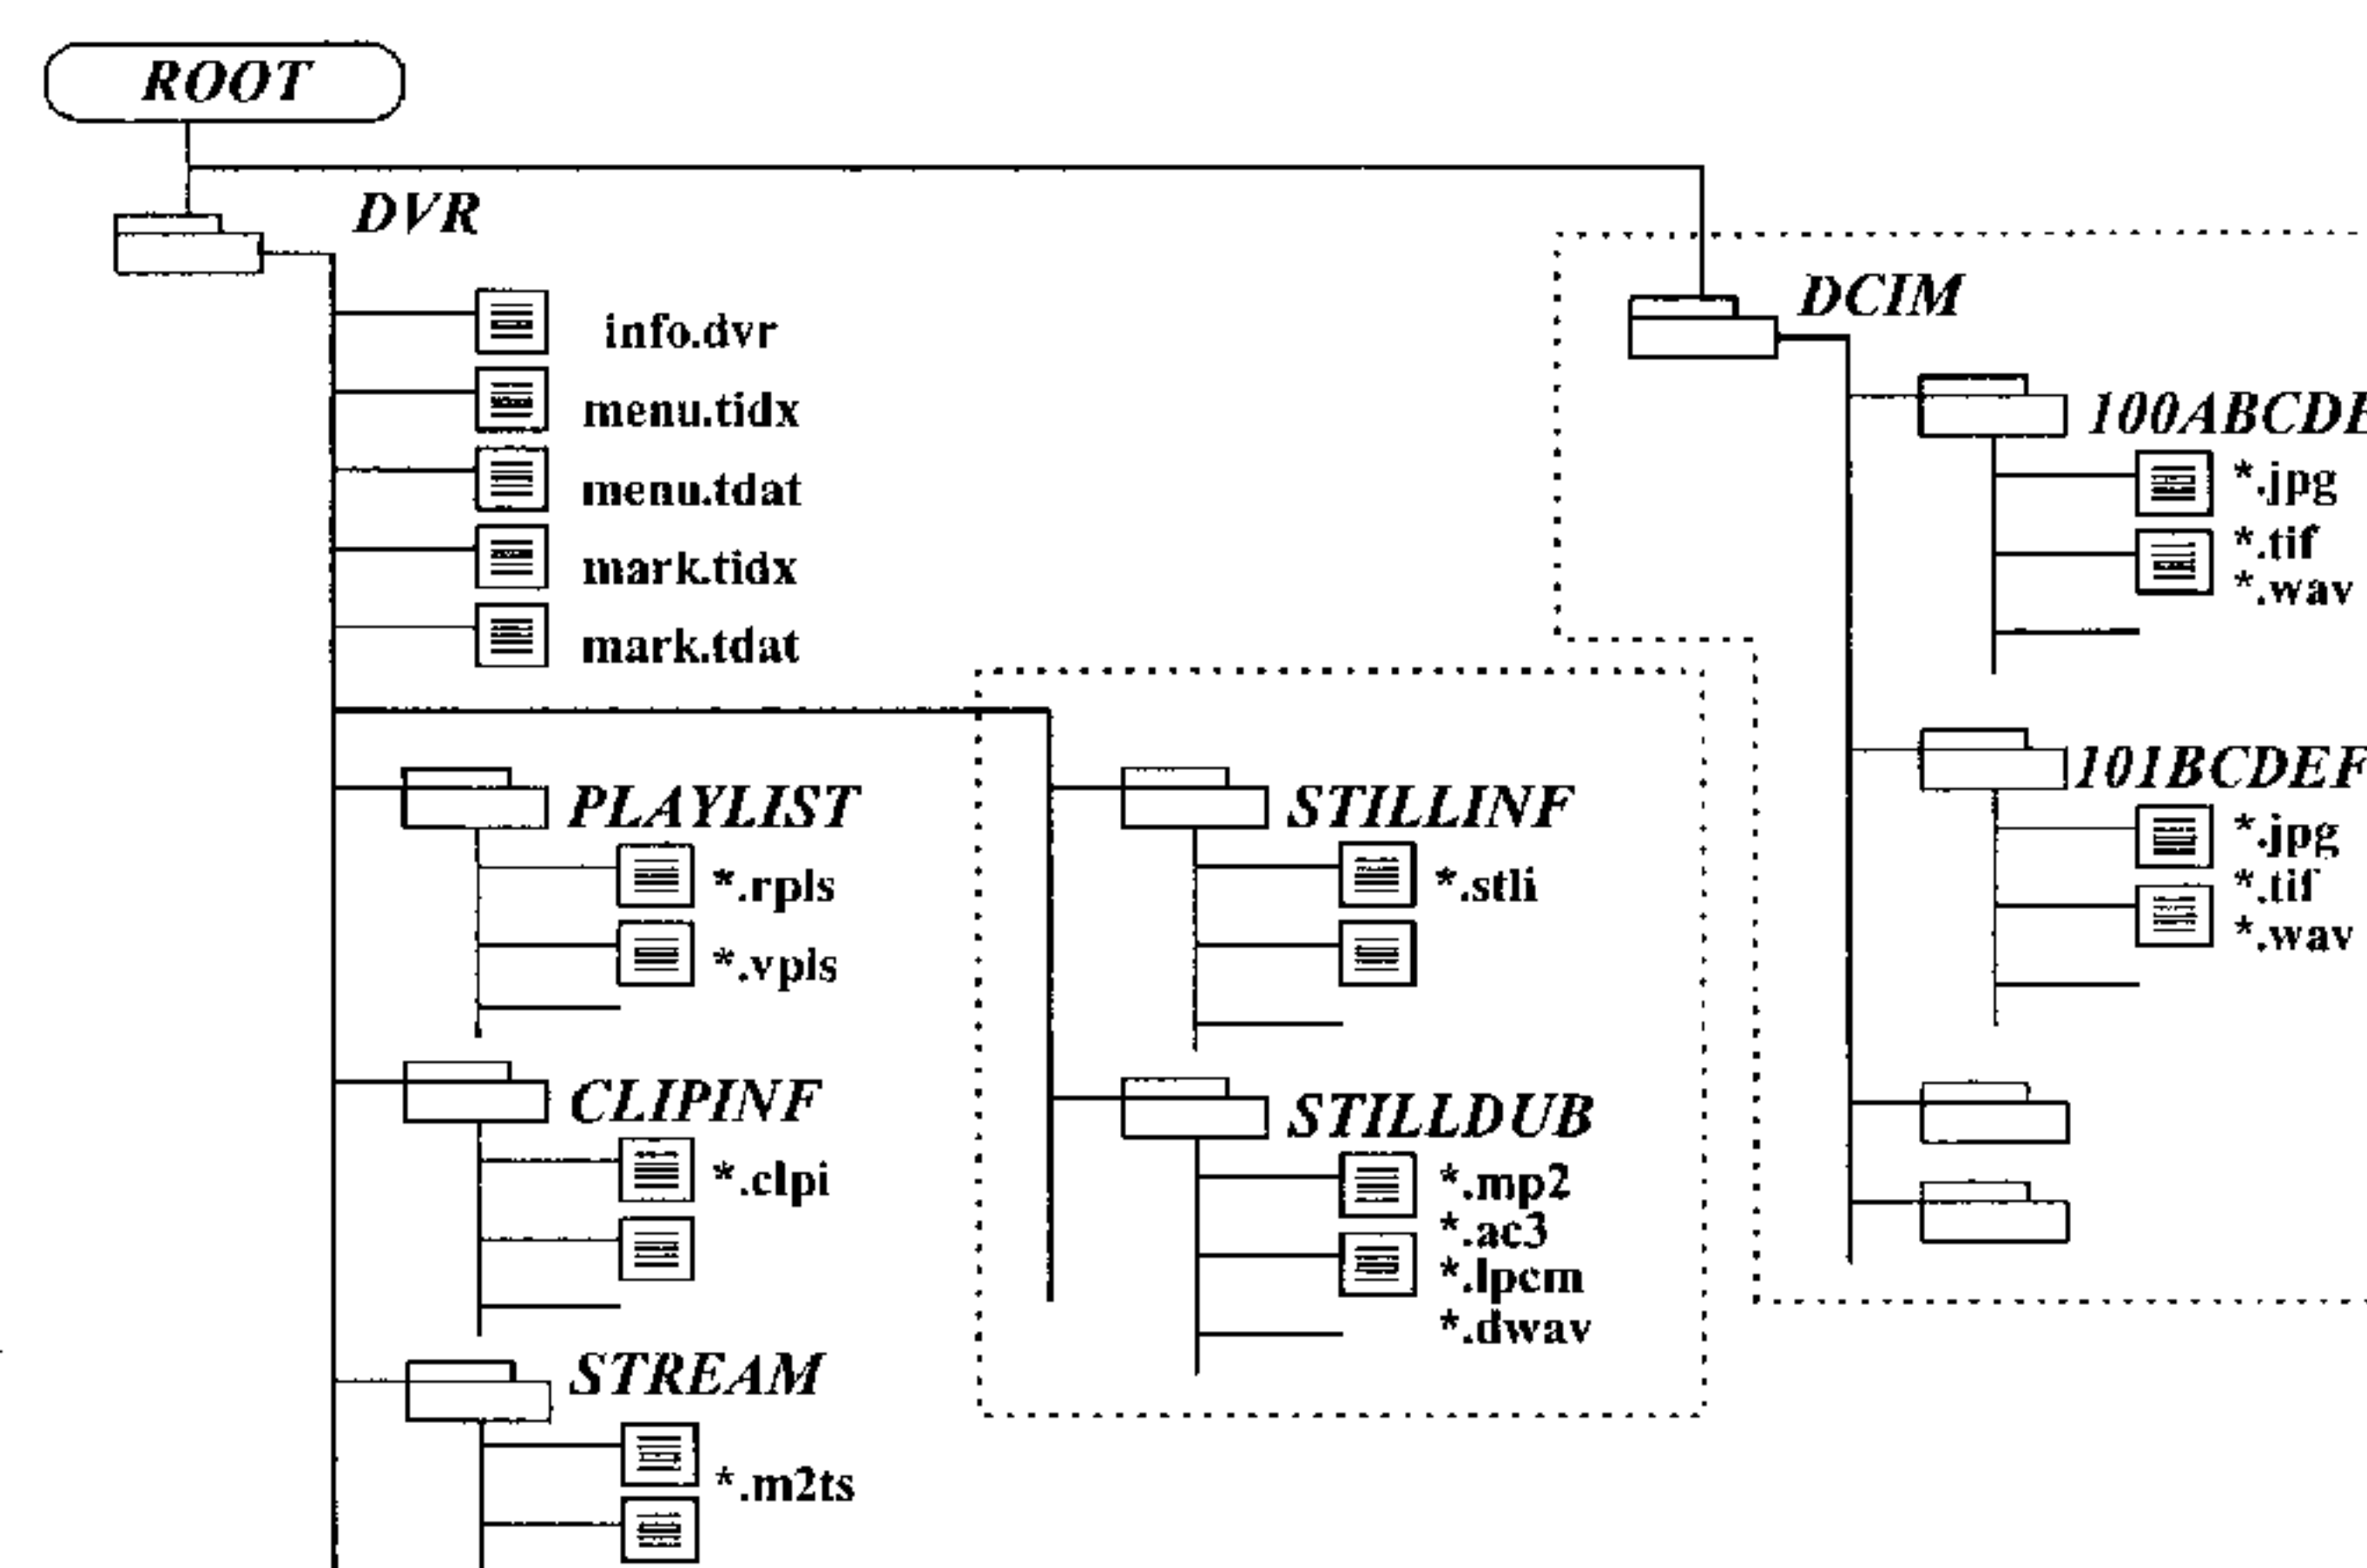 ROOT
DVR
info.dvr
menu.tidx
menu.tdat
mark.tidx
mark.tdat
PLAYLIST
*.rpls
*.vpls
CLIPINF
*.clpi
STREAM
*.m2ts
STILLINF
*.stli
STILLDUB
*.mp2
*.ac3
*.lpcm
*.dwav
DCIM
100ABCDE
*.jpg
*.tif
*.wav
101BCDEF
*.jpg
*.tif
*.wav